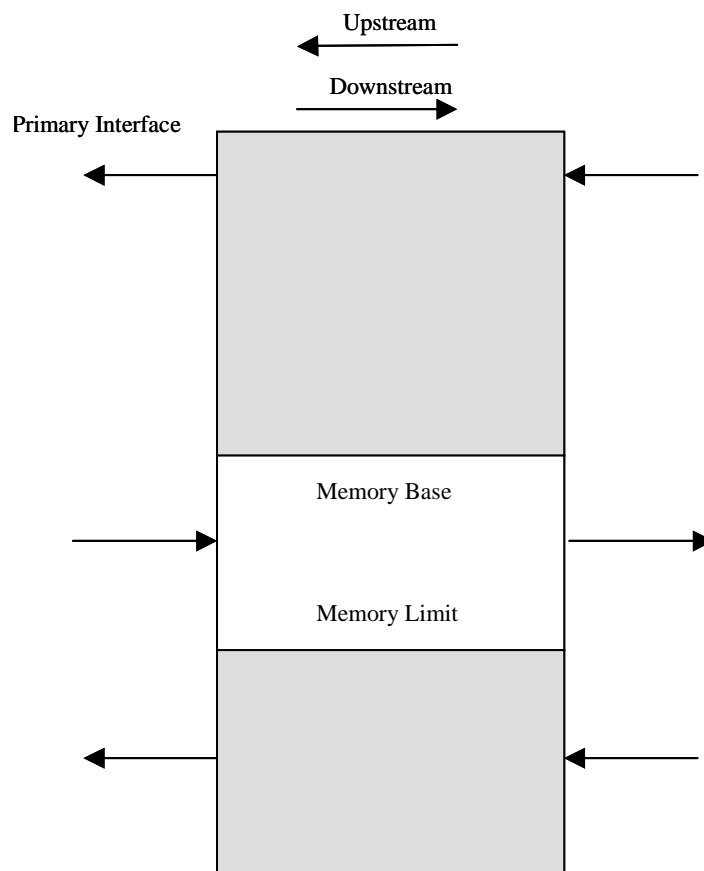 Upstream
Downstream
Primary Interface
Memory Base
Memory Limit